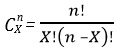 C_X^n = n! / X!(n − X)!